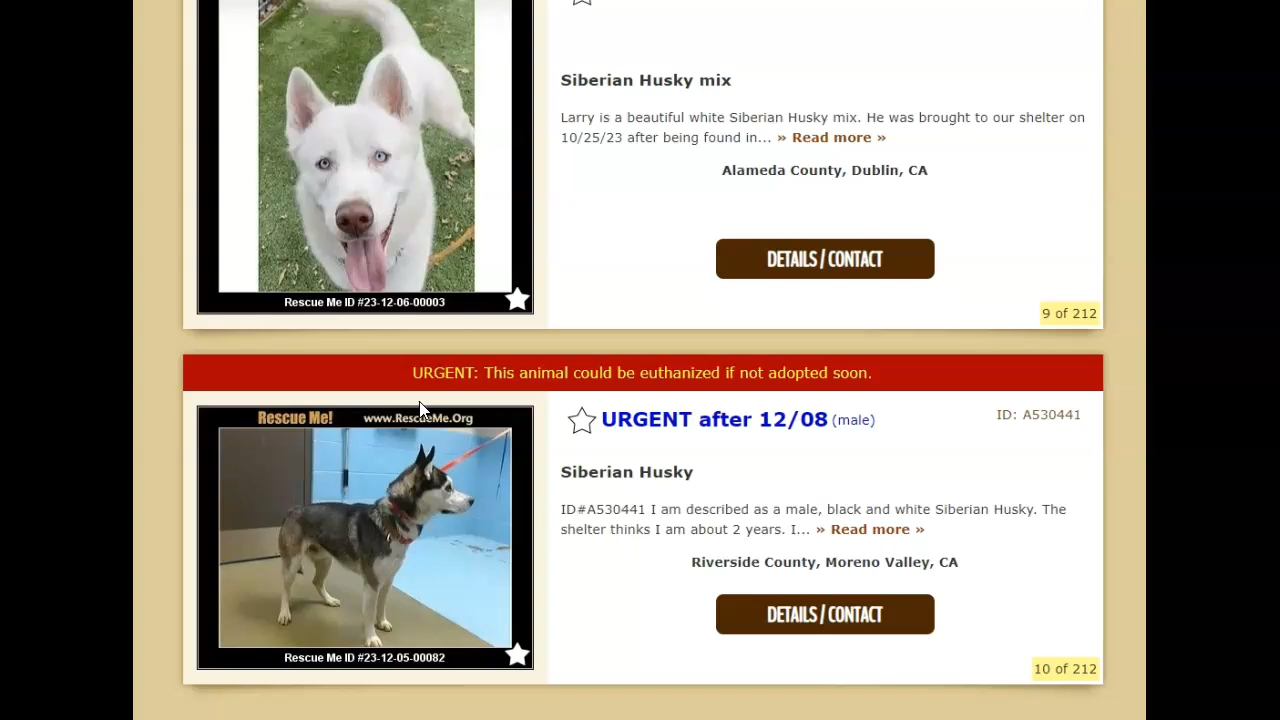 Siberian Husky mix
Larry is a beautiful white Siberian Husky mix. He was brought to our shelter on
10/25/23 after being found in... » Read more »
Alameda County, Dublin, CA
DETAILS / CONTACT
Rescue Me ID #23-12-06-00003
9 of 212
URGENT: This animal could be euthanized if not adopted soon.
Rescue Me! www.RescueMe.Org
URGENT after 12/08 (male) ID: A530441
Siberian Husky
ID#A530441 I am described as a male, black and white Siberian Husky. The
shelter thinks I am about 2 years. I... » Read more »
Riverside County, Moreno Valley, CA
DETAILS / CONTACT
Rescue Me ID #23-12-05-00082
10 of 212